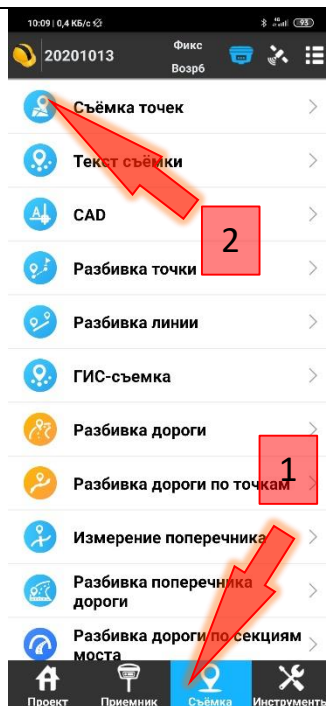 10:09 | 0,4 КБ/с
93
20201013
Фикс
Возр6
Съёмка точек
Текст съёмки
CAD
2
Разбивка точки
Разбивка линии
ГИС-съемка
Разбивка дороги
1
Разбивка дороги по точкам
Измерение поперечника
Разбивка поперечника
дороги
Разбивка дороги по секциям
моста
Проект Приемник Съёмка Инструменты